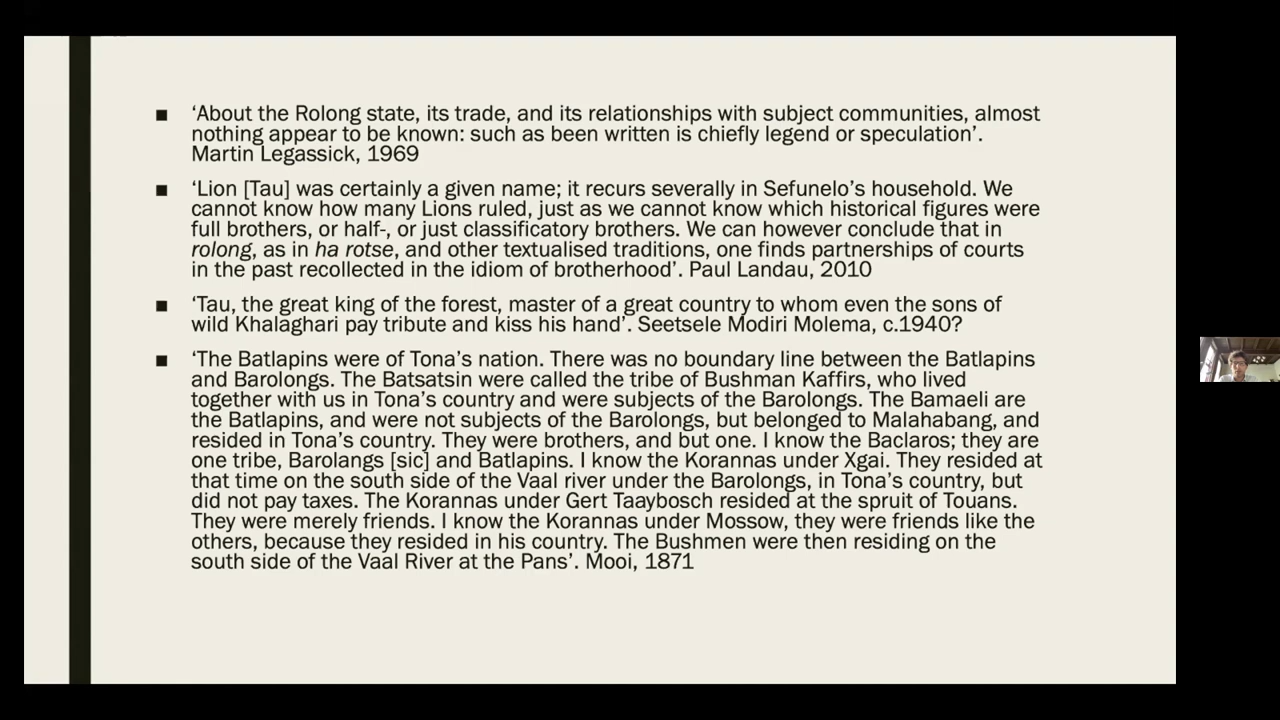 ■ ‘About the Rolong state, its trade, and its relationships with subject communities, almost
nothing appear to be known: such as been written is chiefly legend or speculation’.
Martin Legassick, 1969
■ ‘Lion [Tau] was certainly a given name; it recurs severally in Sefunelo’s household. We
cannot know how many Lions ruled, just as we cannot know which historical figures were
full brothers, or half-, or just classificatory brothers. We can however conclude that in
rolong, as in ha rotse, and other textualised traditions, one finds partnerships of courts
in the past recollected in the idiom of brotherhood’. Paul Landau, 2010
■ ‘Tau, the great king of the forest, master of a great country to whom even the sons of
wild Khalaghari pay tribute and kiss his hand’. Seetsele Modiri Molema, c.1940?
■ ‘The Batlapins were of Tona’s nation. There was no boundary line between the Batlapins
and Barolongs. The Batsatsin were called the tribe of Bushman Kaffirs, who lived
together with us in Tona’s country and were subjects of the Barolongs. The Bamaeli are
the Batlapins, and were not subjects of the Barolongs, but belonged to Malahabang, and
resided in Tona’s country. They were brothers, and but one. I know the Baclaros; they are
one tribe, Barolangs [sic] and Batlapins. I know the Korannas under Xgai. They resided at
that time on the south side of the Vaal river under the Barolongs, in Tona’s country, but
did not pay taxes. The Korannas under Gert Taaybosch resided at the spruit of Touans.
They were merely friends. I know the Korannas under Mossow, they were friends like the
others, because they resided in his country. The Bushmen were then residing on the
south side of the Vaal River at the Pans’. Mooi, 1871